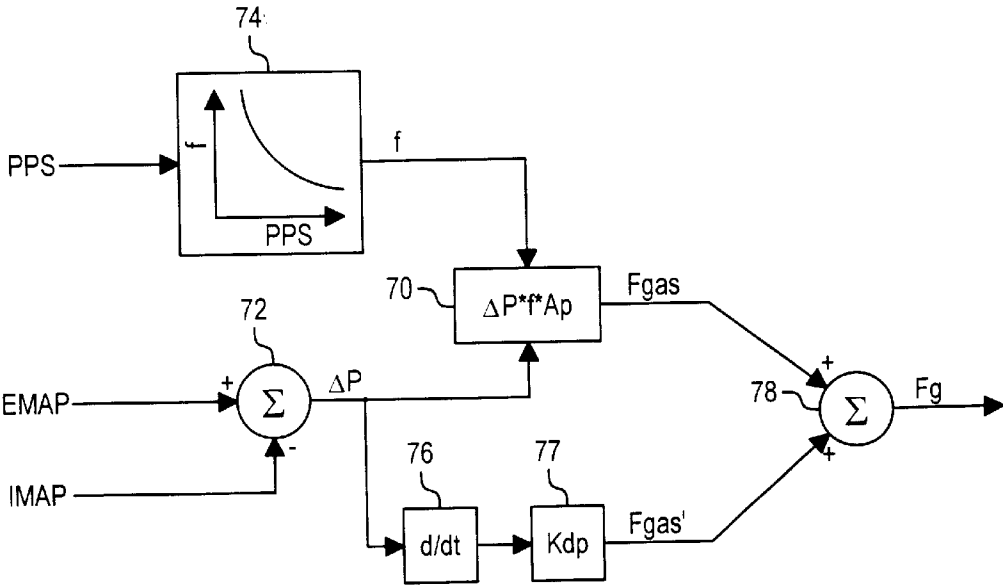 74
f
PPS
PPS
f
70
ΔP*f*Ap
Fgas
72
EMAP
+
Σ
ΔP
-
IMAP
76
d/dt
77
Kdp
Fgas'
+
78
Σ
+
Fg